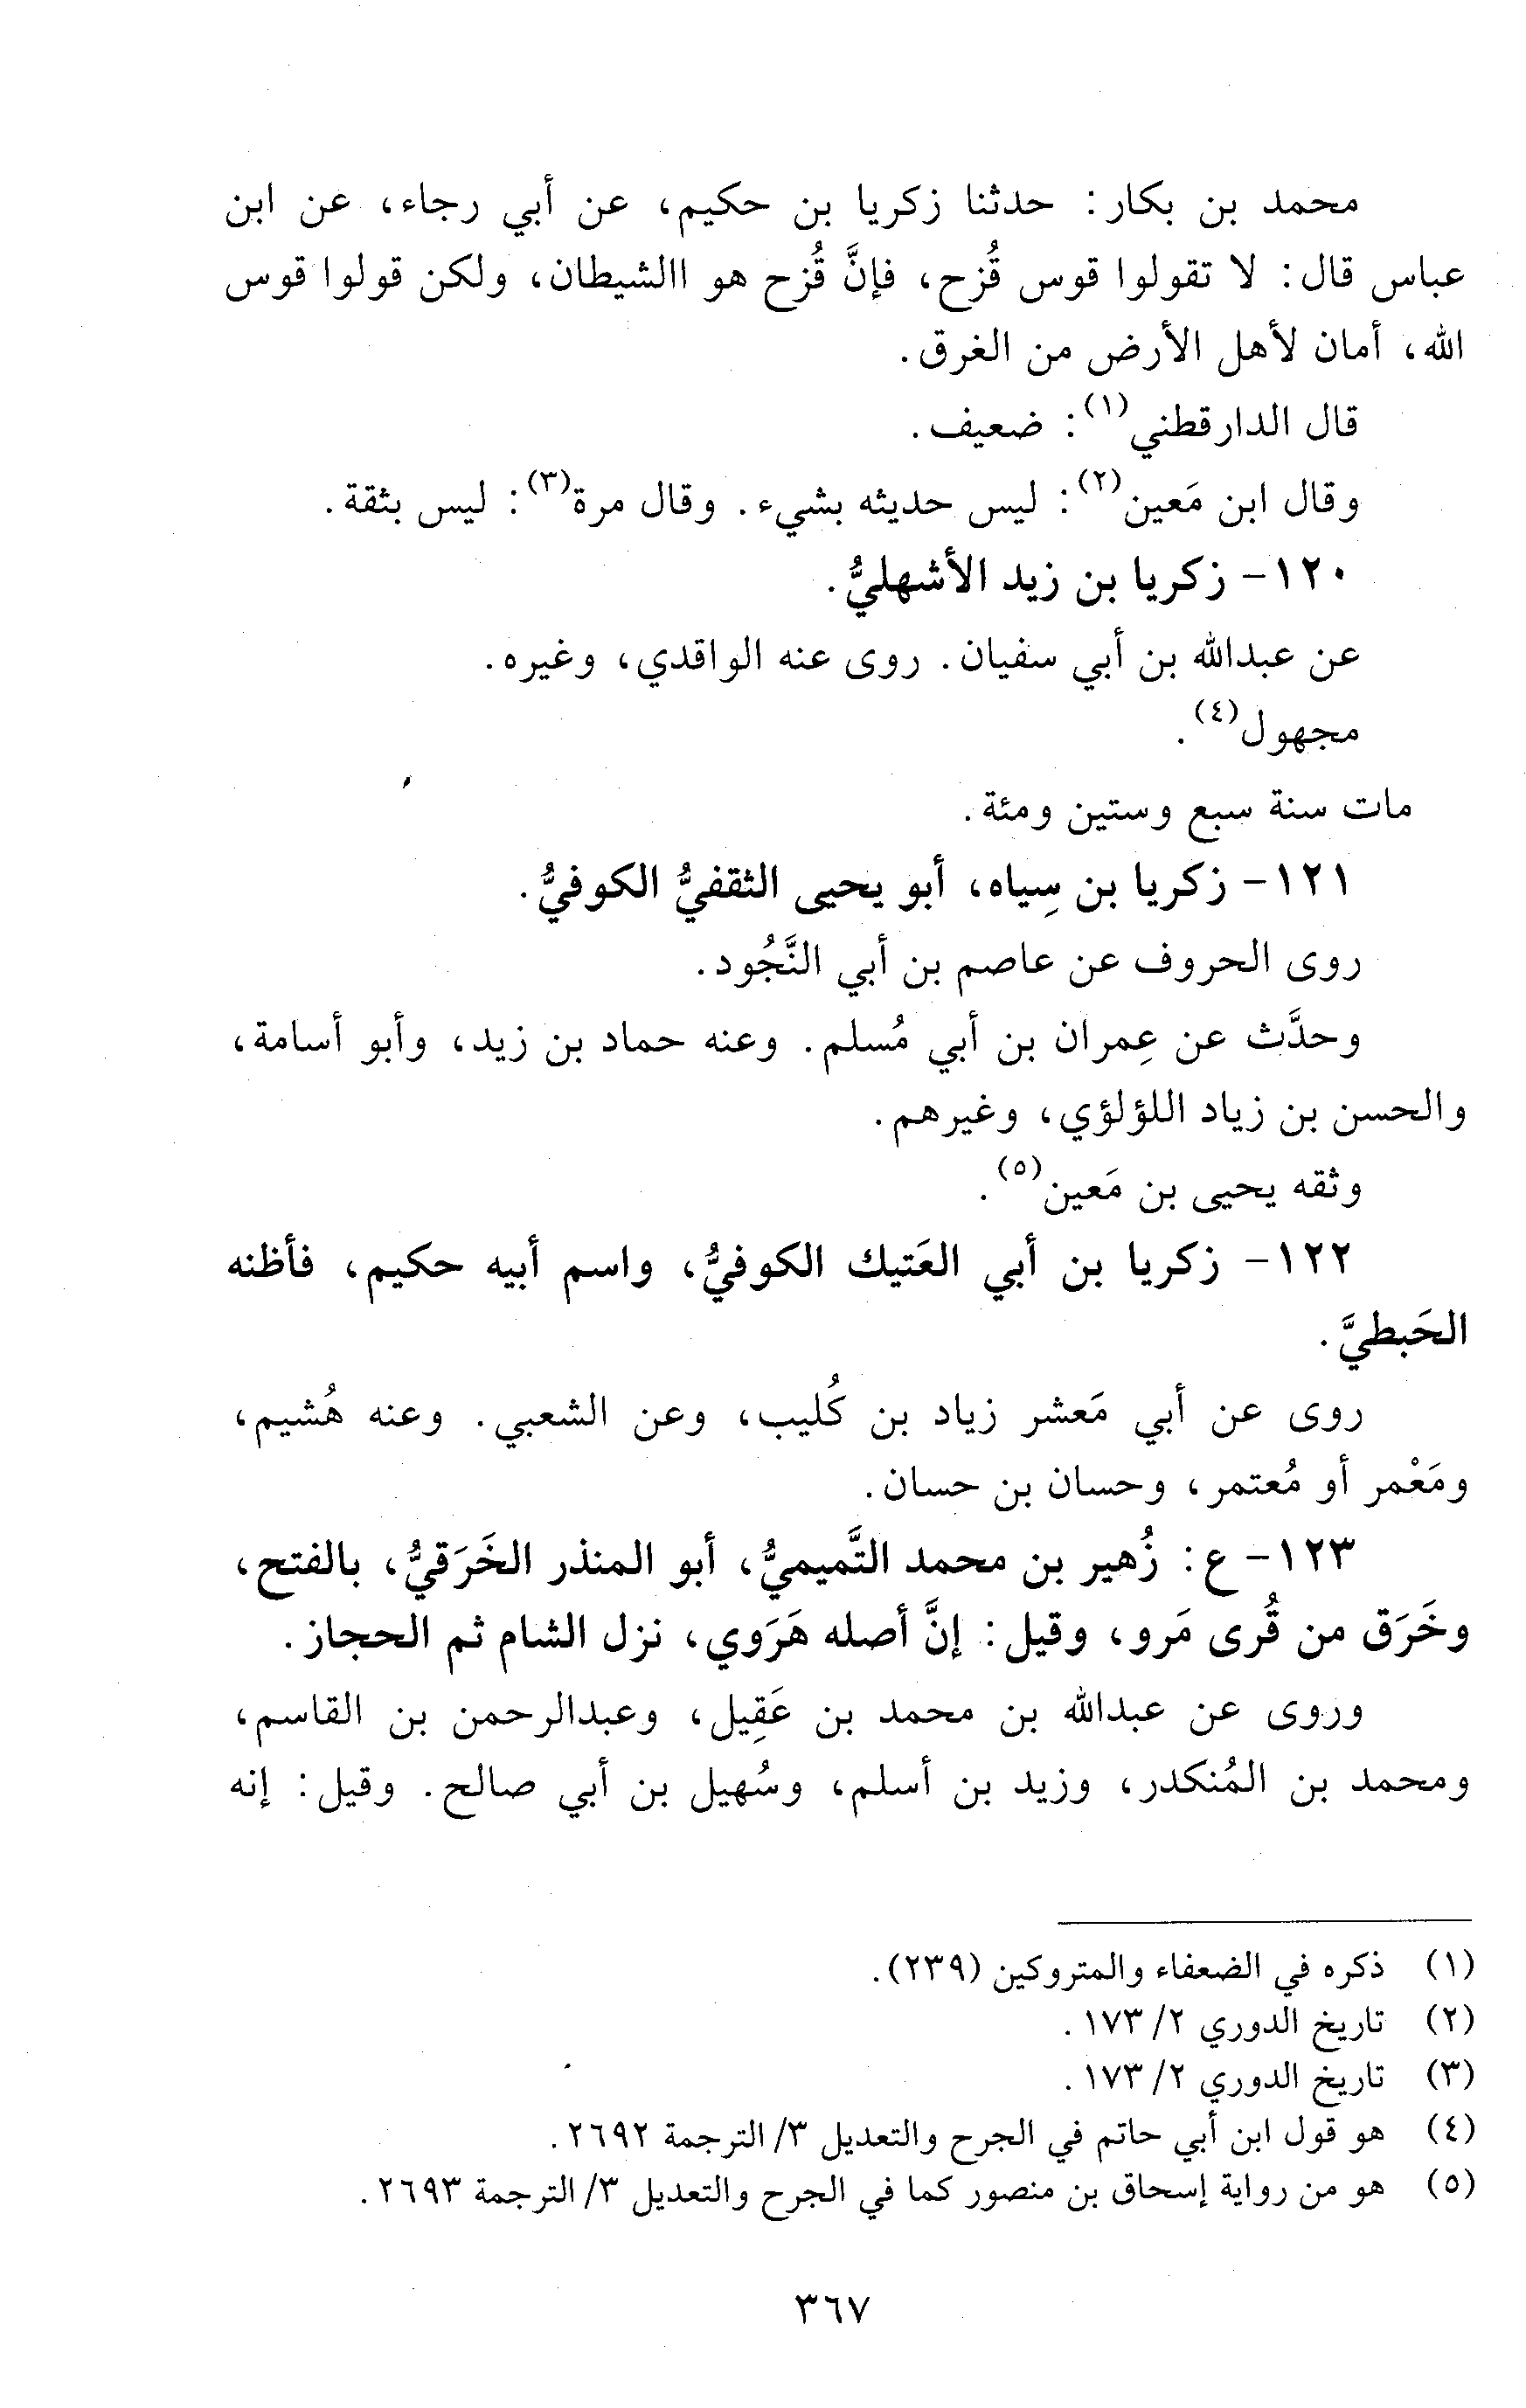 محمد بن بكار: حدثنا زكريا بن حكيم، عن أبي رجاء، عن ابن
عباس قال: لا تقولوا قوس قُزح، فإنَّ قُزح هو االشيطان، ولكن قولوا قوس
الله، أمان لأهل الأرض من الغرق.
قال الدارقطني(١): ضعيف.
وقال ابن مَعين(٢): ليس حديثه بشيء. وقال مرة(٣): ليس بثقة.
١٢٠- زكريا بن زيد الأشهليُّ.
عن عبدالله بن أبي سفيان. روى عنه الواقدي، وغيره.
مجهول(٤).
مات سنة سبع وستين ومئة.
١٢١- زكريا بن سِياه، أبو يحيى الثقفيُّ الكوفيُّ.
روى الحروف عن عاصم بن أبي النَّجُود.
وحدَّث عن عِمران بن أبي مُسلم. وعنه حماد بن زيد، وأبو أسامة،
والحسن بن زياد اللؤلؤي، وغيرهم.
وثقه يحيى بن مَعين(٥).
١٢٢- زكريا بن أبي العَتيك الكوفيُّ، واسم أبيه حكيم، فأظنه
الحَبطيَّ.
روى عن أبي مَعشر زياد بن كُليب، وعن الشعبي. وعنه هُشيم،
ومَعْمر أو مُعتمر، وحسان بن حسان.
١٢٣- ع: زُهير بن محمد التَّميميُّ، أبو المنذر الخَرَقيُّ، بالفتح،
وخَرَق من قُرى مَرو، وقيل: إنَّ أصله هَرَوي، نزل الشام ثم الحجاز.
وروى عن عبدالله بن محمد بن عَقِيل، وعبدالرحمن بن القاسم،
ومحمد بن المُنكدر، وزيد بن أسلم، وسُهيل بن أبي صالح. وقيل: إنه
(١) ذكره في الضعفاء والمتروكين (٢٣٩).
(٢) تاريخ الدوري ٢/ ١٧٣.
(٣) تاريخ الدوري ٢/ ١٧٣.
(٤) هو قول ابن أبي حاتم في الجرح والتعديل ٣/ الترجمة ٢٦٩٢.
(٥) هو من رواية إسحاق بن منصور كما في الجرح والتعديل ٣/ الترجمة ٢٦٩٣.
٣٦٧